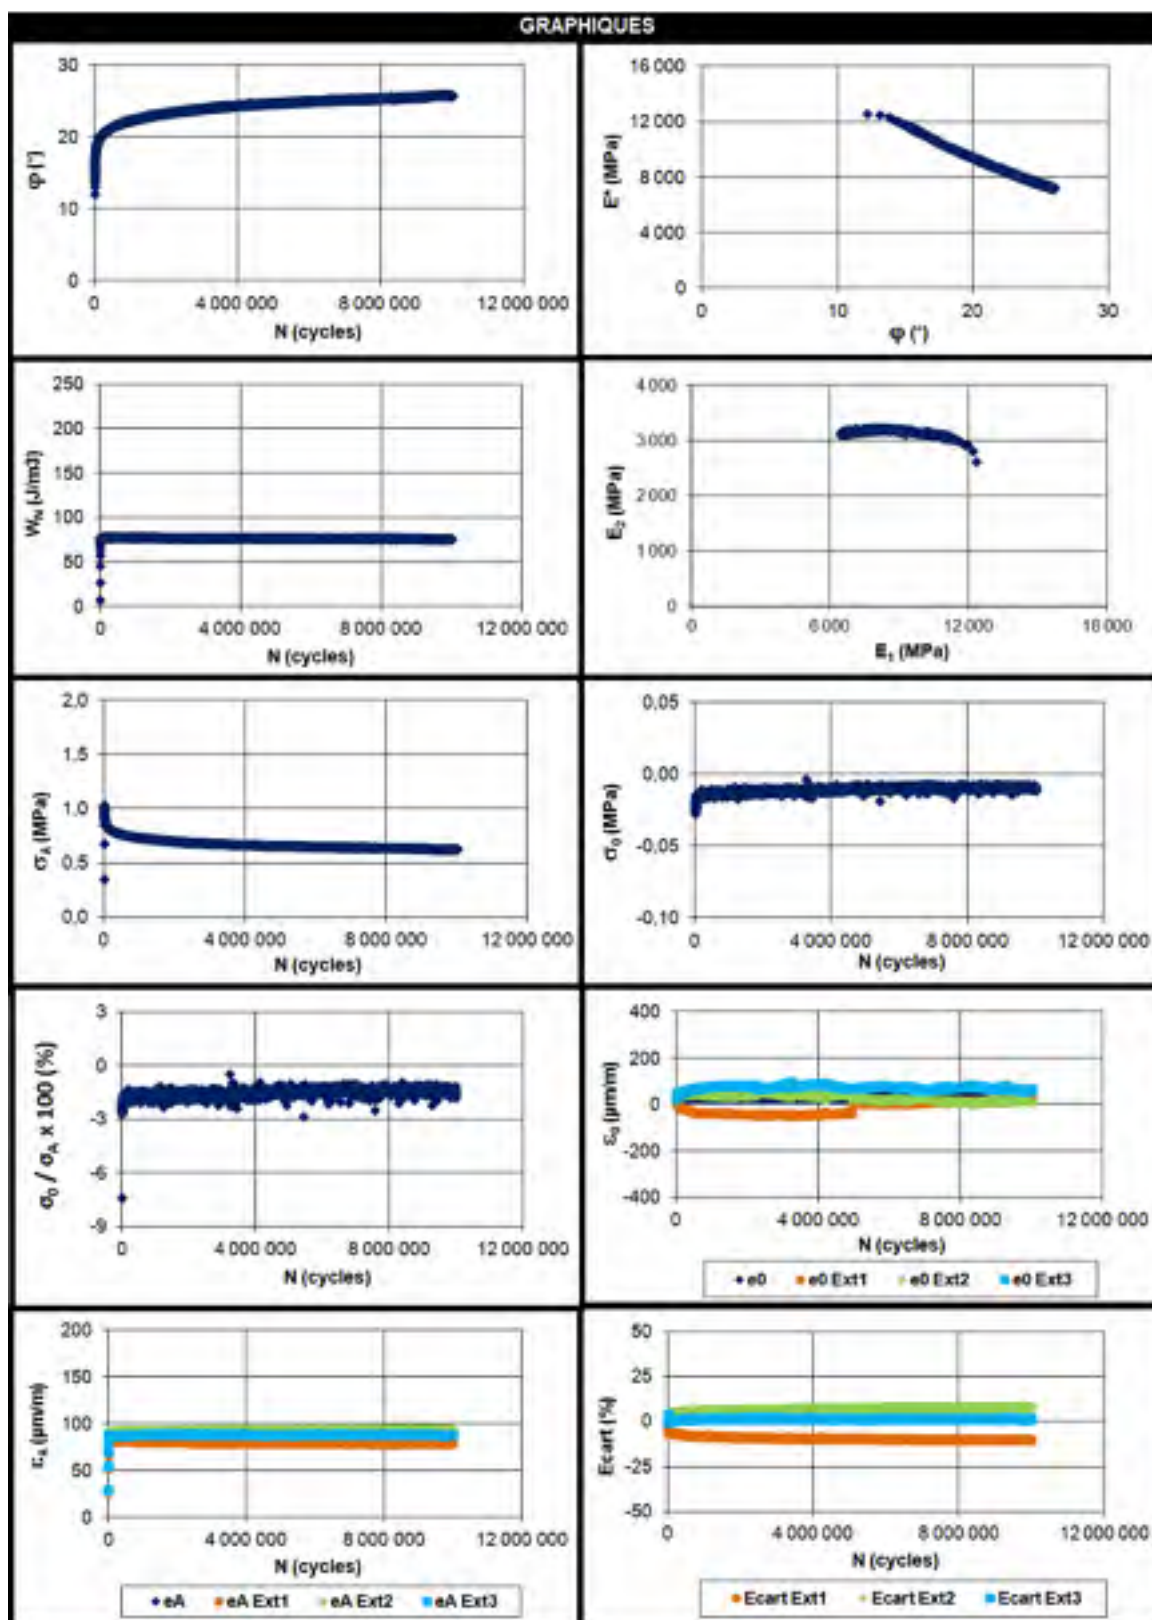 GRAPHIQUES
30
20
10
0
φ (°)
0 4 000 000 8 000 000 12 000 000
N (cycles)
16 000
12 000
8 000
4 000
0
E* (MPa)
0 10 20 30
φ (°)
250
200
150
100
50
0
W_N (J/m3)
0 4 000 000 8 000 000 12 000 000
N (cycles)
4 000
3 000
2 000
1 000
0
E₂ (MPa)
0 6 000 12 000 18 000
E₁ (MPa)
2,0
1,5
1,0
0,5
0,0
σ_A (MPa)
0 4 000 000 8 000 000 12 000 000
N (cycles)
0,05
0,00
-0,05
-0,10
σ₀ (MPa)
0 4 000 000 8 000 000 12 000 000
N (cycles)
3
0
-3
-6
-9
σ₀ / σ_A x 100 (%)
0 4 000 000 8 000 000 12 000 000
N (cycles)
400
200
0
-200
-400
ε₀ (µm/m)
0 4 000 000 8 000 000 12 000 000
N (cycles)
e0 e0 Ext1 e0 Ext2 e0 Ext3
200
150
100
50
0
ε_A (µm/m)
0 4 000 000 8 000 000 12 000 000
N (cycles)
eA eA Ext1 eA Ext2 eA Ext3
50
25
0
-25
-50
Ecart (%)
0 4 000 000 8 000 000 12 000 000
N (cycles)
Ecart Ext1 Ecart Ext2 Ecart Ext3